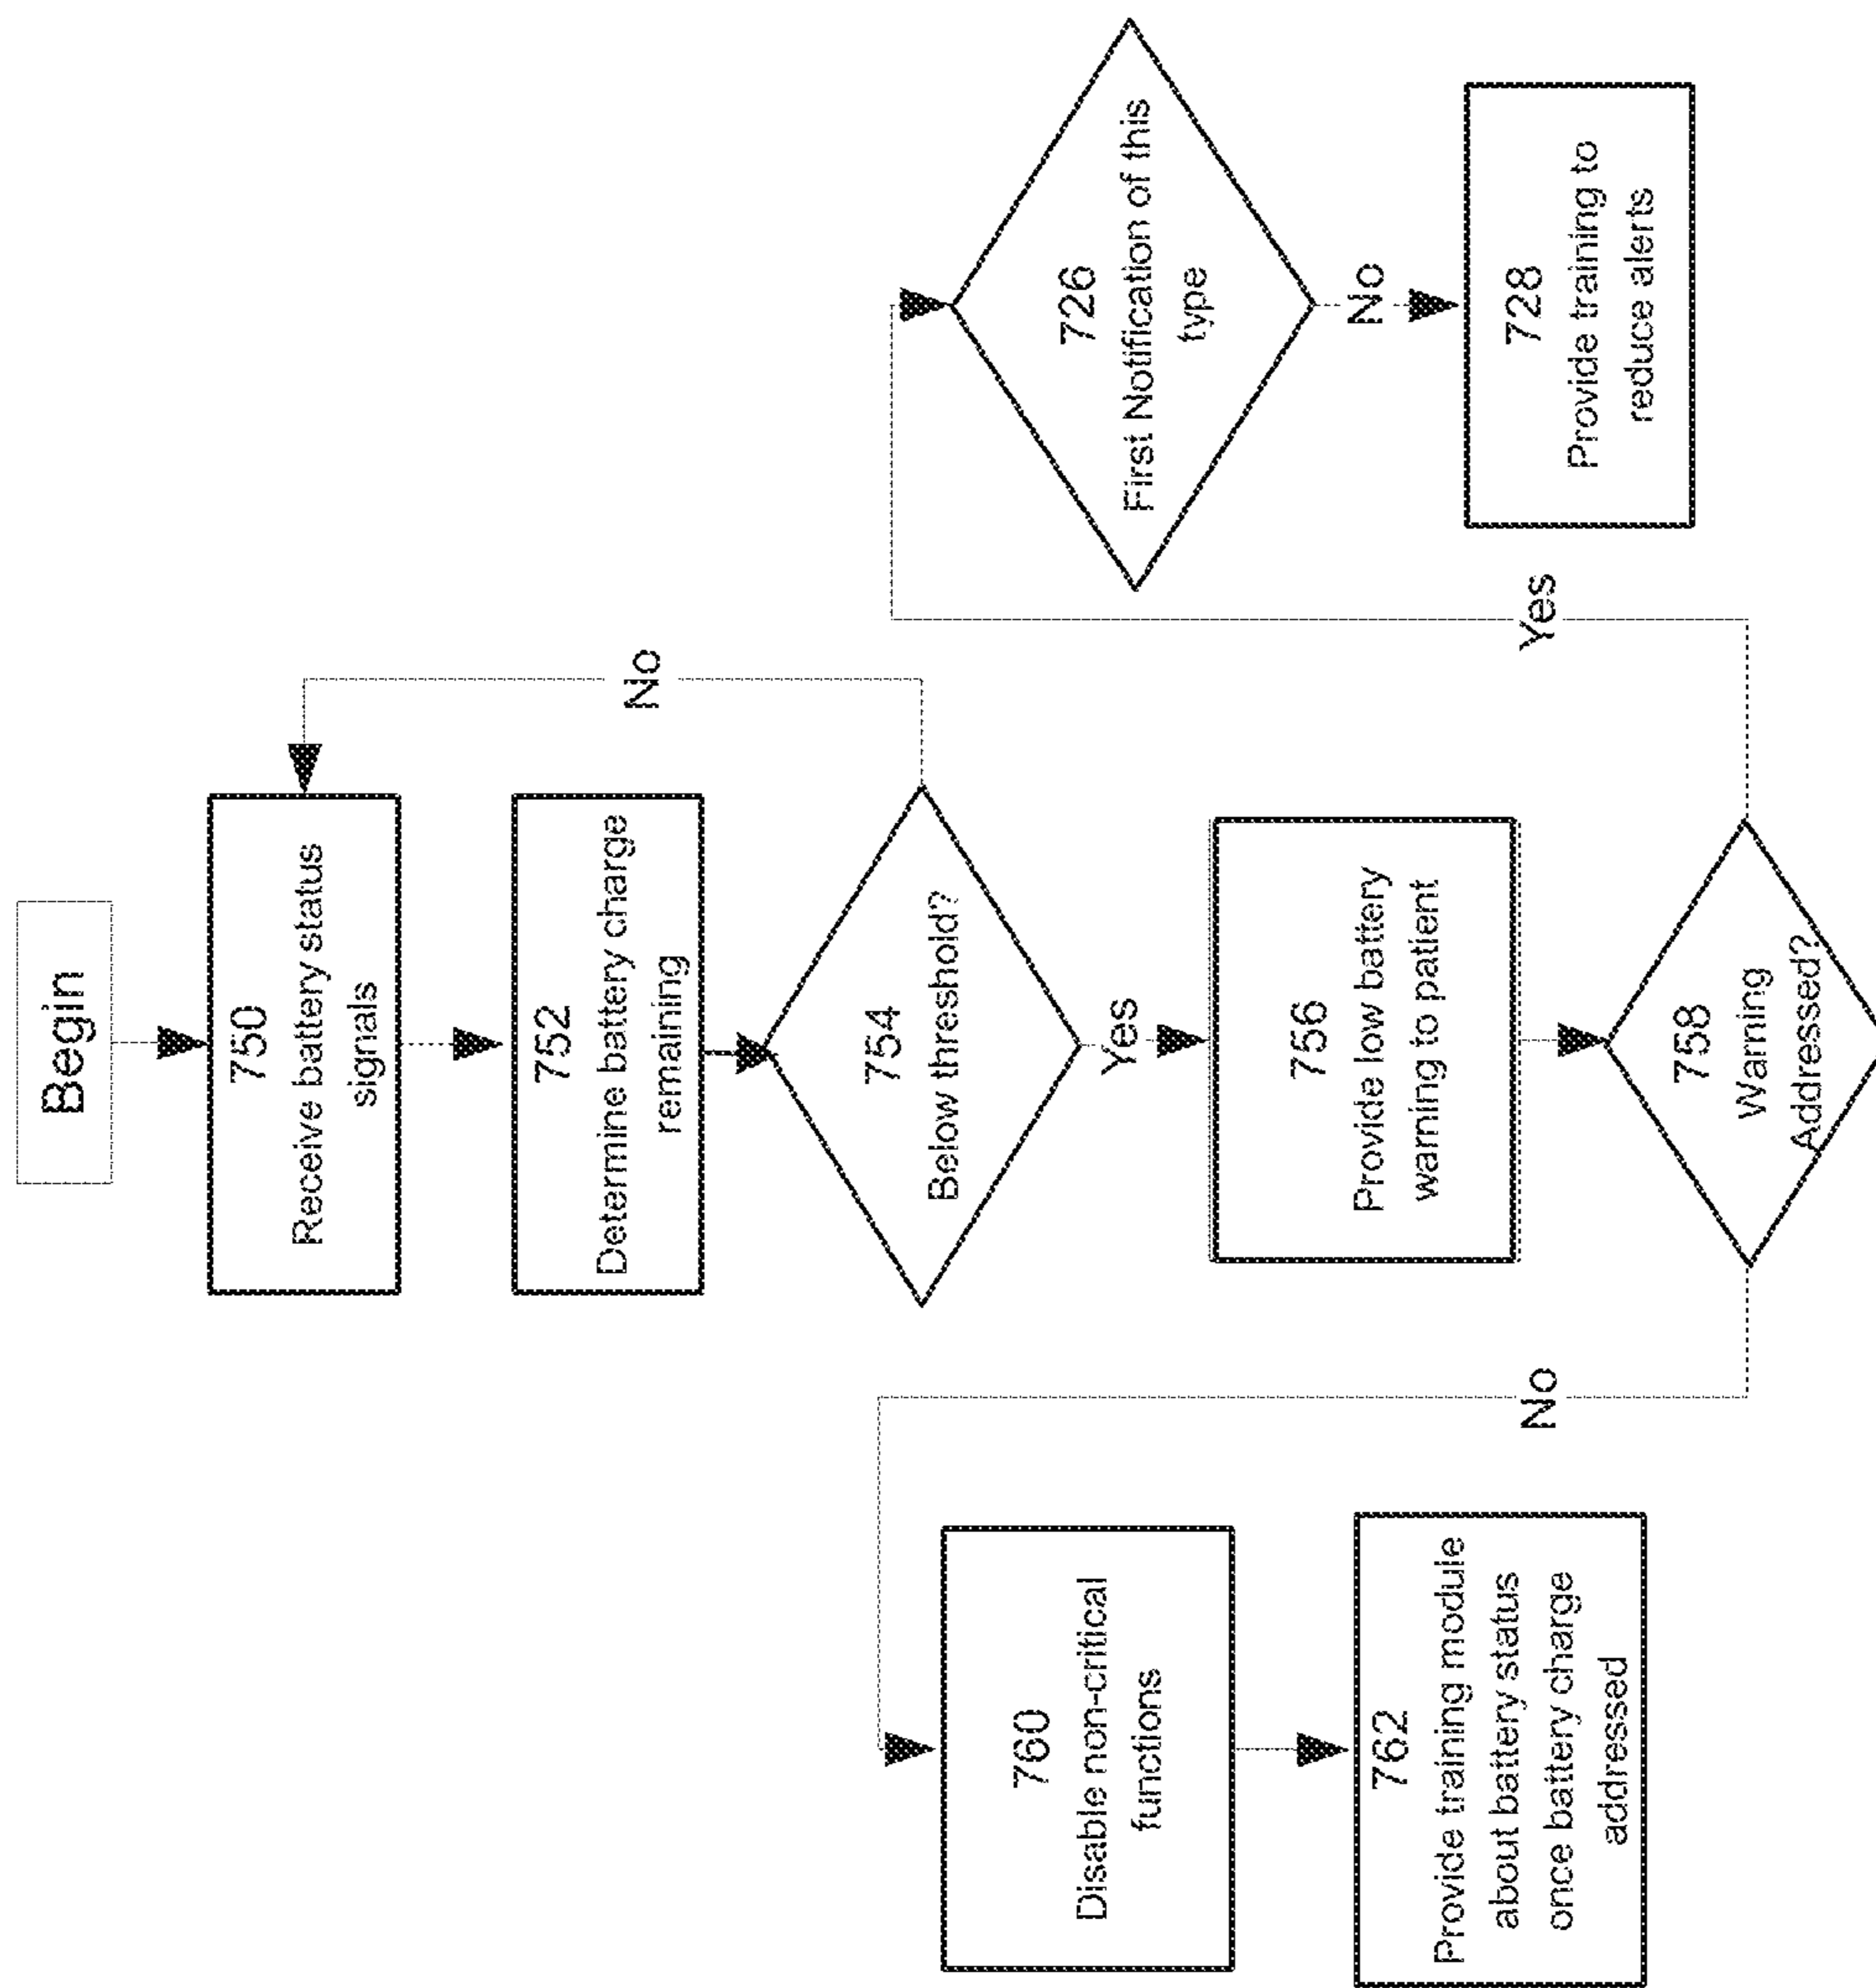 Begin
750
Receive battery status
signals
752
Determine battery charge
remaining
754
Below threshold?
No
Yes
756
Provide low battery
warning to patient
758
Warning
Addressed?
No
760
Disable non-critical
functions
762
Provide training module
about battery status
once battery charge
addressed
Yes
726
First Notification of this
type
No
728
Provide training to
reduce alerts